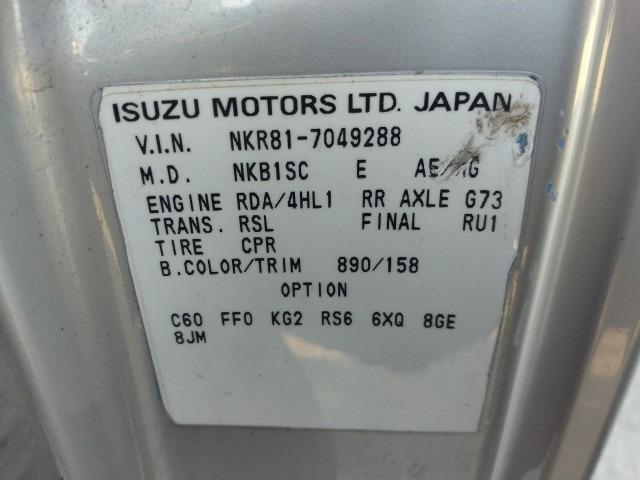 ISUZU MOTORS LTD. JAPAN
V.I.N. NKR81-7049288
M.D. NKB1SC E
ENGINE RDA/4HL1 RR AXLE G73
TRANS. RSL FINAL RU1
TIRE CPR
B.COLOR/TRIM 890/158
OPTION
C60 FF0 KG2 RS6 6XQ 8GE
8JM